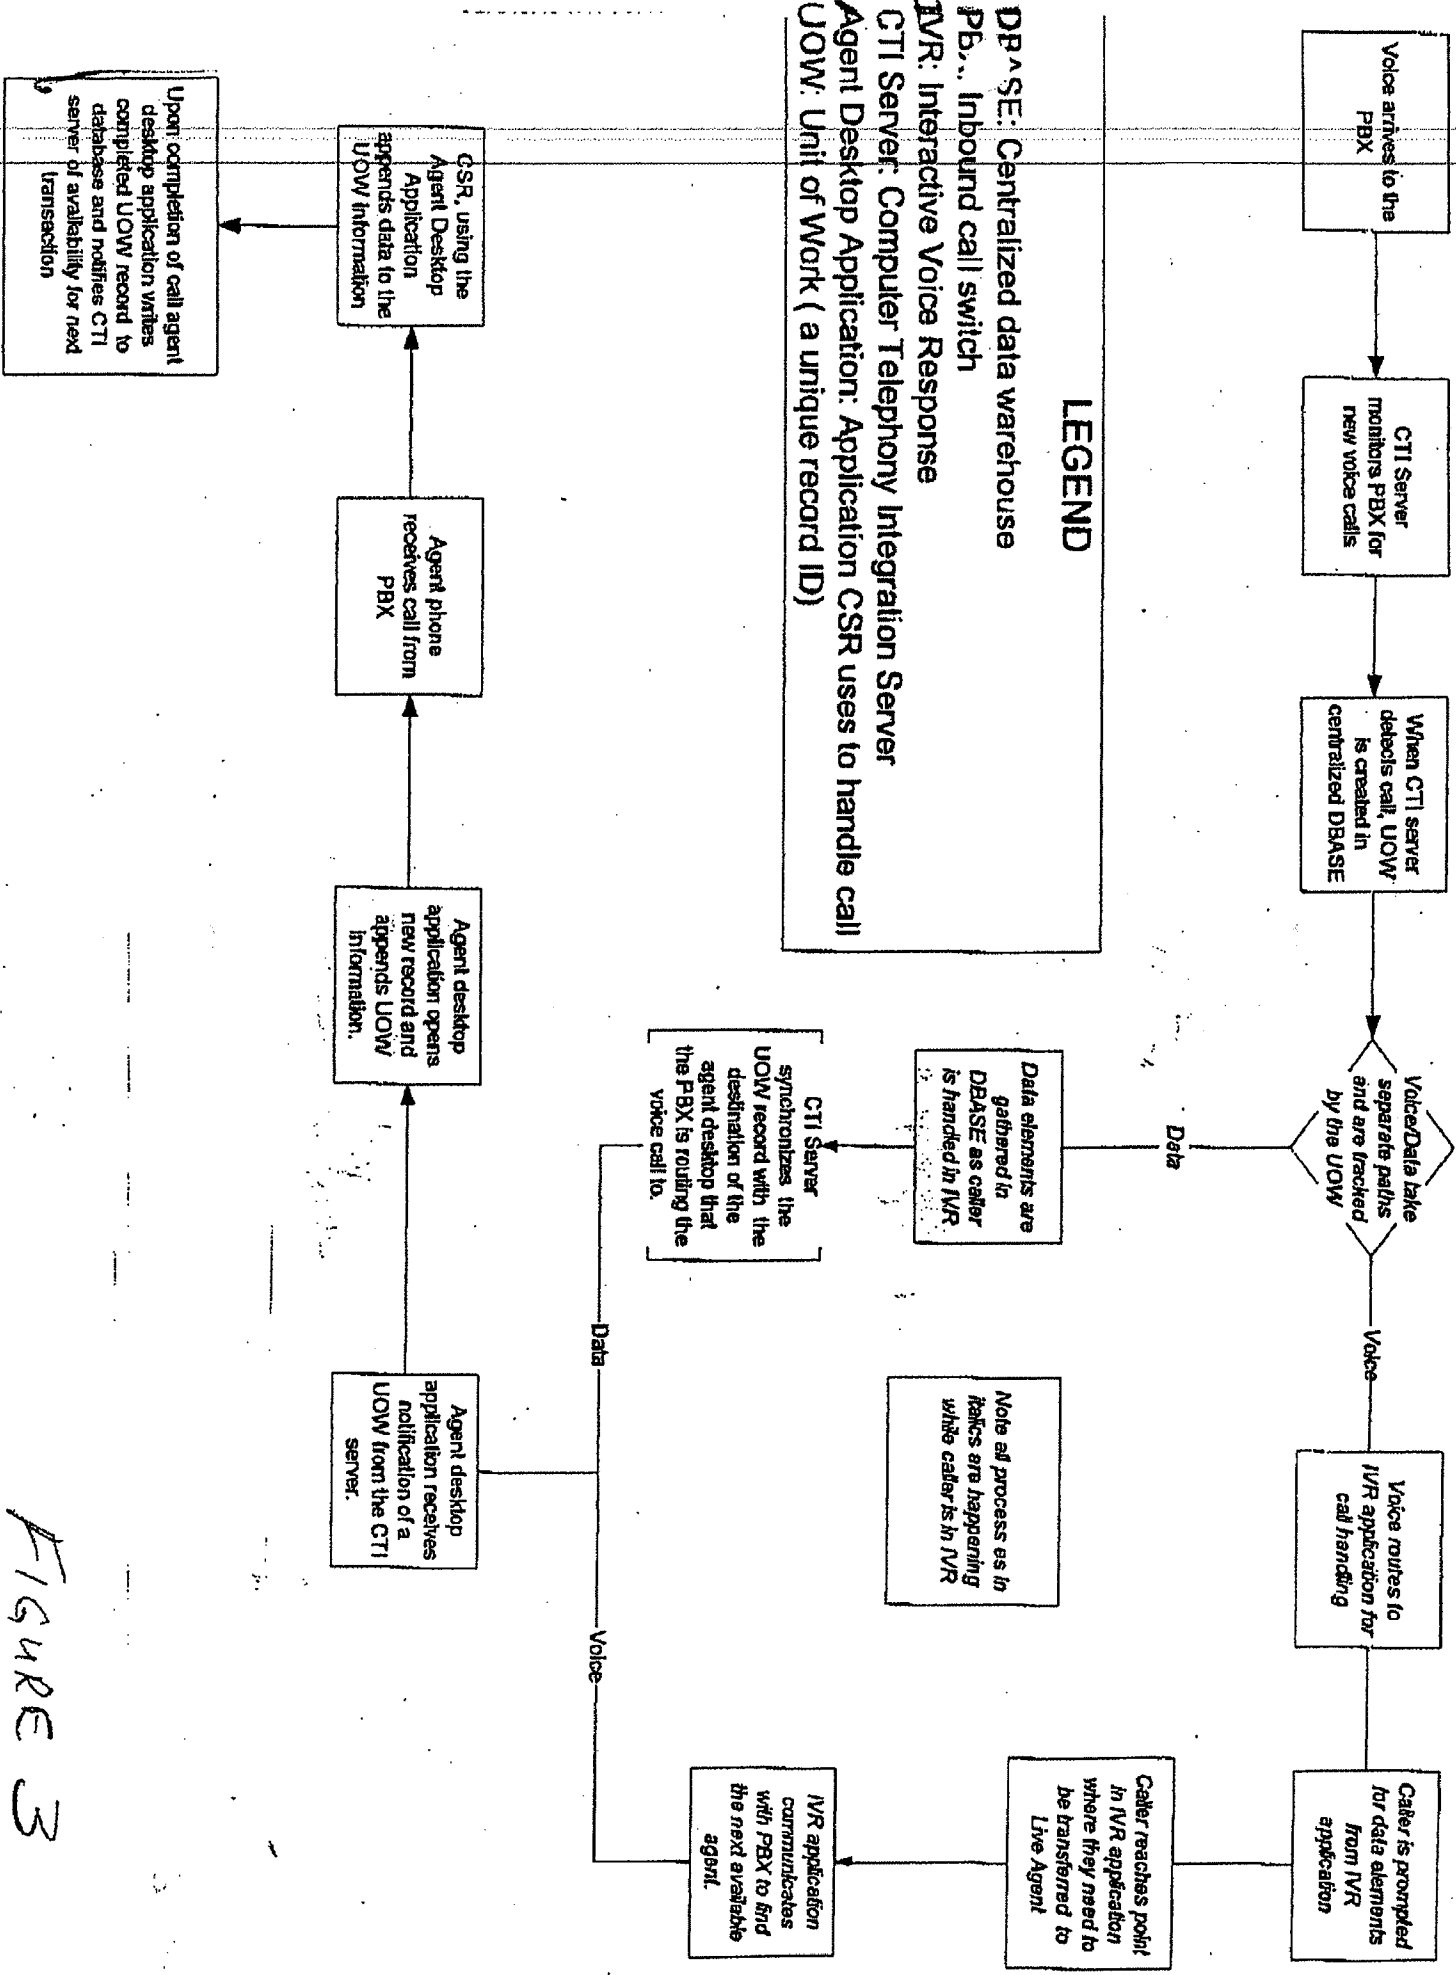 Voice arrives to the
PBX
CTI Server
monitors PBX for
new voice calls
When CTI server
detects call, UOW
is created in
centralized DBASE
Voice/Data take
separate paths
and are tracked
by the UOW
Voice
Voice routes to
IVR application for
call handling
Caller is prompted
for data elements
from IVR
application
Data
Data elements are
gathered in
DBASE as caller
is handled in IVR
Note all process es in
italics are happening
while caller is in IVR
Caller reaches point
in IVR application
where they need to
be transferred to
Live Agent
LEGEND
DBASE: Centralized data warehouse
Inbound call switch
IVR: Interactive Voice Response
CTI Server: Computer Telephony Integration Server
Agent Desktop Application: Application CSR uses to handle call
UOW: Unit of Work ( a unique record ID)
CTI Server
synchronizes the
UOW record with the
destination of the
agent desktop that
the PBX is routing the
voice call to.
IVR application
communicates
with PBX to find
the next available
agent.
Data
Voice
CSR, using the
Agent Desktop
Application
appends data to the
UOW Information
Agent phone
receives call from
PBX
Agent desktop
application opens
new record and
appends UOW
information.
Agent desktop
application receives
notification of a
UOW from the CTI
server.
Upon completion of call agent
desktop application writes
completed UOW record to
database and notifies CTI
server of availability for next
transaction
FIGURE 3